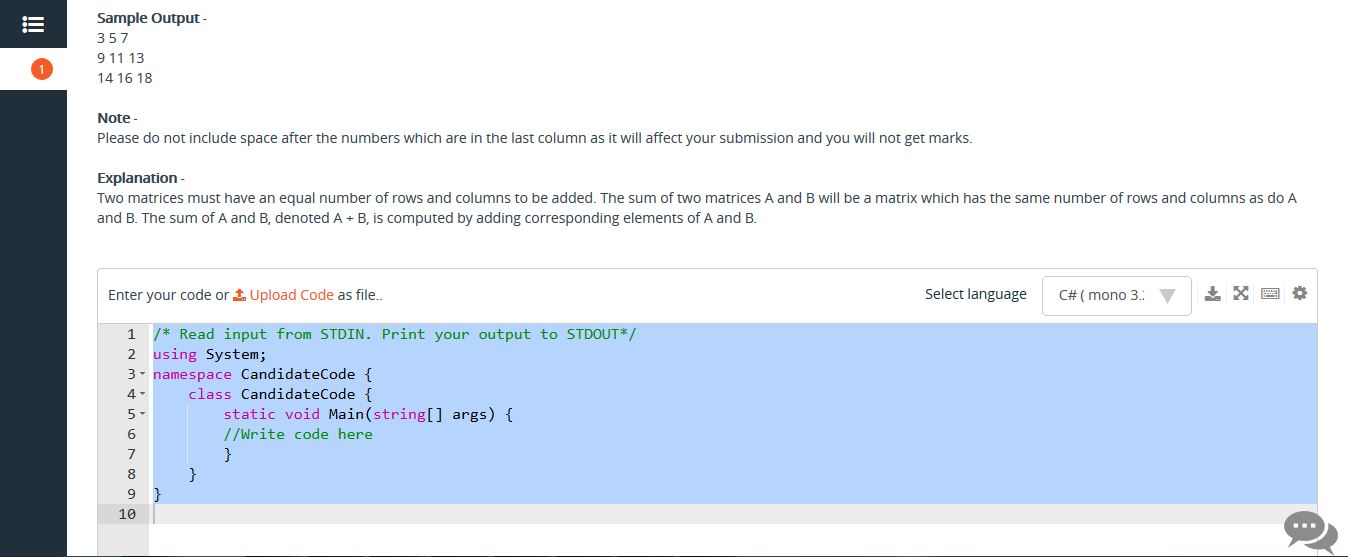 Sample Output -
3 5 7
9 11 13
14 16 18
1
Note -
Please do not include space after the numbers which are in the last column as it will affect your submission and you will not get marks.
Explanation -
Two matrices must have an equal number of rows and columns to be added. The sum of two matrices A and B will be a matrix which has the same number of rows and columns as do A
and B. The sum of A and B, denoted A + B, is computed by adding corresponding elements of A and B.
Enter your code or Upload Code as file..
Select language
C# ( mono 3.:
1 /* Read input from STDIN. Print your output to STDOUT*/
2 using System;
3 namespace CandidateCode {
4 class CandidateCode {
5 static void Main(string[] args) {
6 //Write code here
7 }
8 }
9 }
10